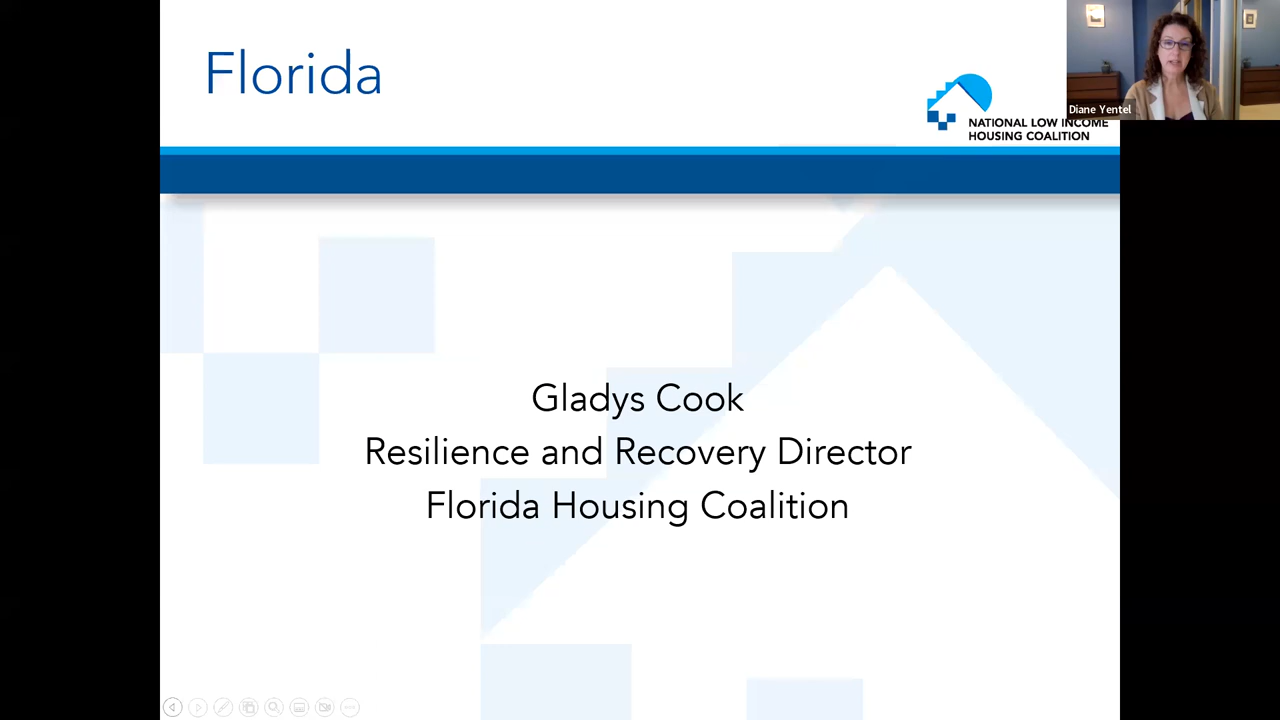 Florida
Diane Yentel
NATIONAL LOW INCOME
HOUSING COALITION
Gladys Cook
Resilience and Recovery Director
Florida Housing Coalition